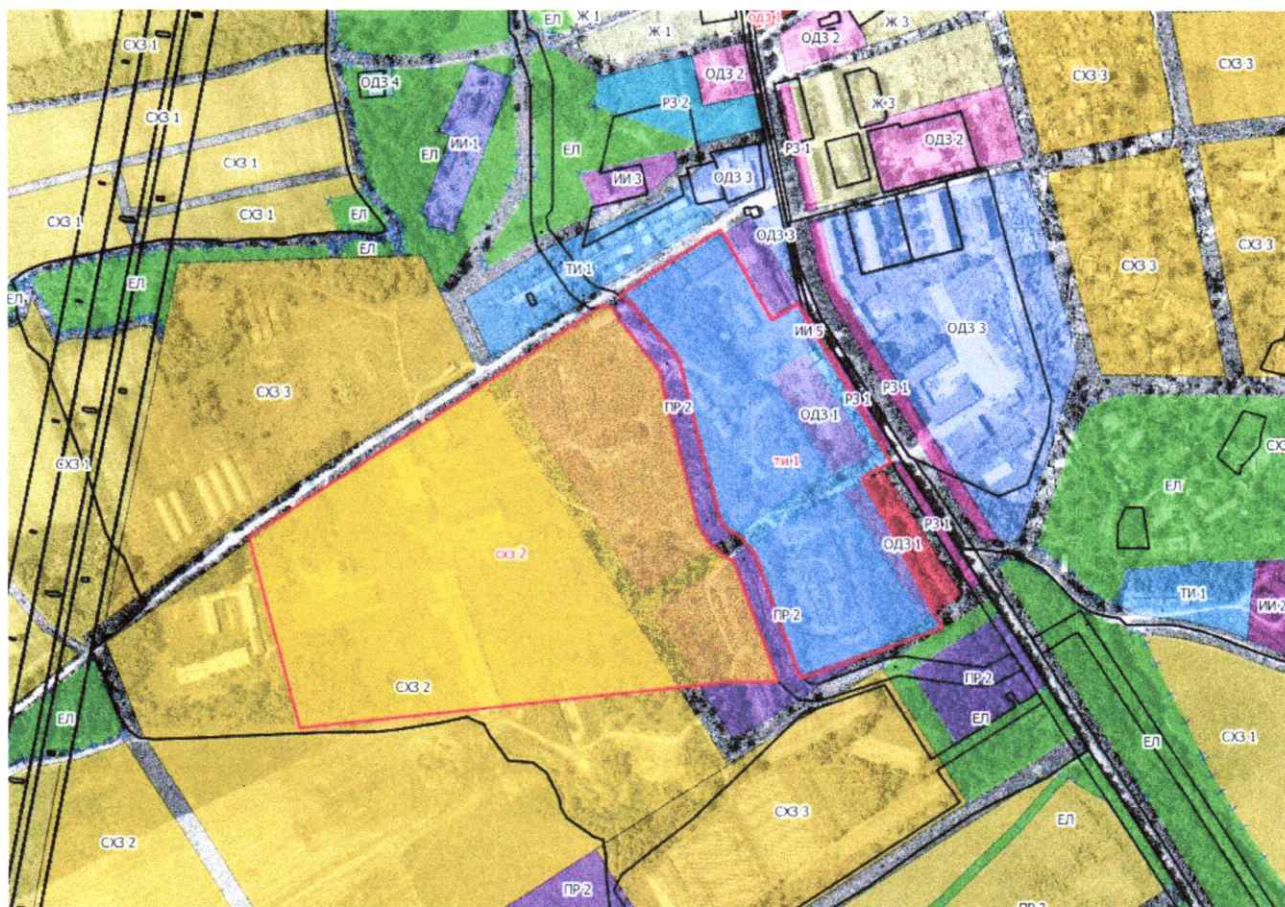 СХЗ 1
ЕЛ
Ж 1
Ж 1
ОДЗ 1
ОДЗ 2
Ж 3
ОДЗ 4
ОДЗ 2
СХЗ 3
СХЗ 3
СХЗ 1
РЗ 2
Ж 3
ИИ 1
ЕЛ
ЕЛ
ОДЗ 2
СХЗ 1
РЗ 1
ИИ 3
ОДЗ 3
СХЗ 1
СХЗ 1
ЕЛ
ОДЗ 3
ЕЛ
СХЗ 3
СХЗ 3
ТИ 1
ЕЛ
ЕЛ
ИИ 5
ОДЗ 3
СХЗ 3
РЗ 1
РЗ 1
ПР 2
ОДЗ 1
СХЗ 1
ТИ 1
ЕЛ
РЗ 1
СХЗ 2
ОДЗ 1
ТИ 1
ПР 2
СХЗ 2
ПР 2
ЕЛ
ЕЛ
ЕЛ
СХЗ 1
СХЗ 3
ЕЛ
СХЗ 2
ПР 2